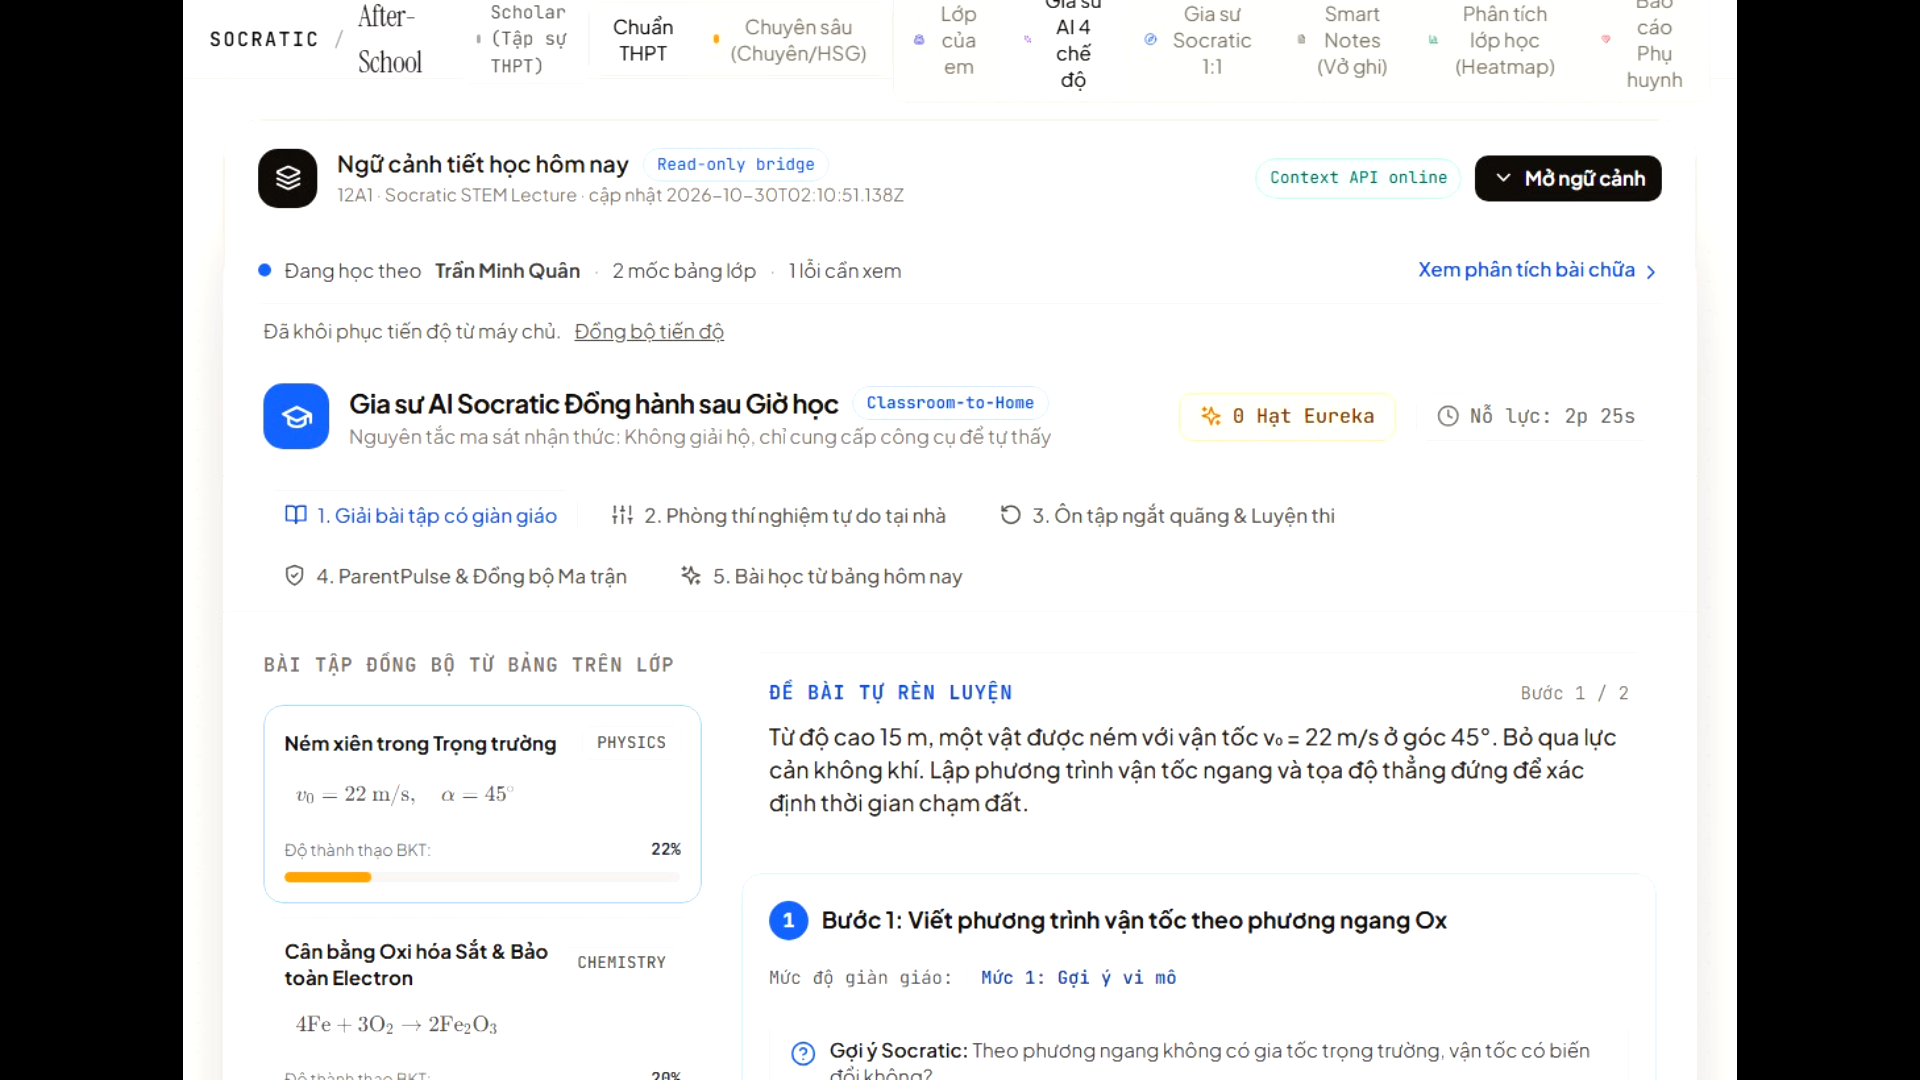 SOCRATIC / After-School
Scholar (Tập sự THPT)
Chuẩn THPT
Chuyên sâu (Chuyên/HSG)
Lớp của em
Gia sư AI 4 chế độ
Gia sư Socratic 1:1
Smart Notes (Vở ghi)
Phân tích lớp học (Heatmap)
Báo cáo Phụ huynh
Ngữ cảnh tiết học hôm nay Read-only bridge
12A1 · Socratic STEM Lecture · cập nhật 2026-10-30T02:10:51.138Z
Context API online
Mở ngữ cảnh
Đang học theo Trần Minh Quân · 2 mốc bảng lớp · 1 lỗi cần xem
Xem phân tích bài chữa
Đã khôi phục tiến độ từ máy chủ. Đồng bộ tiến độ
Gia sư AI Socratic Đồng hành sau Giờ học Classroom-to-Home
Nguyên tắc ma sát nhận thức: Không giải hộ, chỉ cung cấp công cụ để tự thấy
0 Hạt Eureka
Nỗ lực: 2p 25s
1. Giải bài tập có giàn giáo
2. Phòng thí nghiệm tự do tại nhà
3. Ôn tập ngắt quãng & Luyện thi
4. ParentPulse & Đồng bộ Ma trận
5. Bài học từ bảng hôm nay
BÀI TẬP ĐỒNG BỘ TỪ BẢNG TRÊN LỚP
Ném xiên trong Trọng trường PHYSICS
v₀ = 22 m/s, α = 45°
Độ thành thạo BKT: 22%
Cân bằng Oxi hóa Sắt & Bảo toàn Electron
CHEMISTRY
4Fe + 3O₂ → 2Fe₂O₃
Độ thành thạo BKT: 20%
ĐỀ BÀI TỰ RÈN LUYỆN
Bước 1 / 2
Từ độ cao 15 m, một vật được ném với vận tốc v₀ = 22 m/s ở góc 45°. Bỏ qua lực
cản không khí. Lập phương trình vận tốc ngang và tọa độ thẳng đứng để xác
định thời gian chạm đất.
1 Bước 1: Viết phương trình vận tốc theo phương ngang Ox
Mức độ giàn giáo: Mức 1: Gợi ý vi mô
Gợi ý Socratic: Theo phương ngang không có gia tốc trọng trường, vận tốc có biến
đổi không?